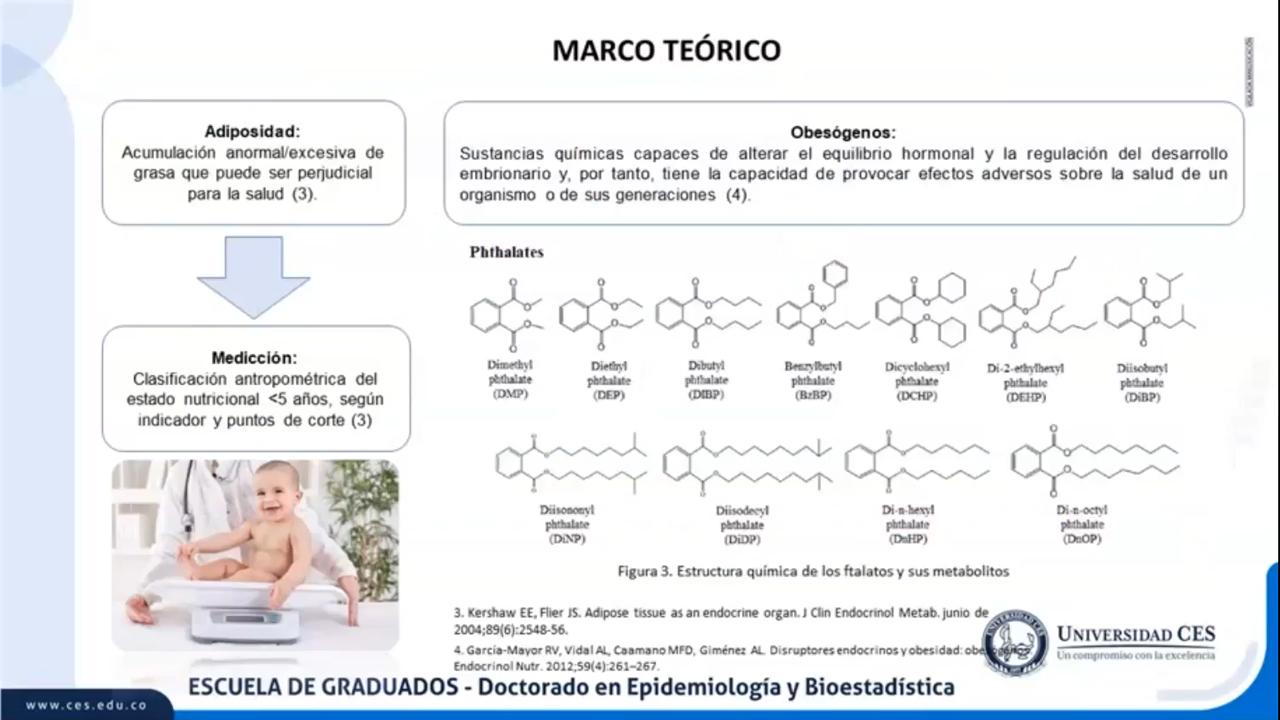 MARCO TEÓRICO
Adiposidad:
Acumulación anormal/excesiva de
grasa que puede ser perjudicial
para la salud (3).
Medicción:
Clasificación antropométrica del
estado nutricional <5 años, según
indicador y puntos de corte (3)
Obesógenos:
Sustancias químicas capaces de alterar el equilibrio hormonal y la regulación del desarrollo
embrionario y, por tanto, tiene la capacidad de provocar efectos adversos sobre la salud de un
organismo o de sus generaciones (4).
Phthalates
Dimethyl
phthalate
(DMP)
Diethyl
phthalate
(DEP)
Dibutyl
phthalate
(DIBP)
Benzylbutyl
phthalate
(BzBP)
Dicyclohexyl
phthalate
(DCHP)
Di-2-ethylhexyl
phthalate
(DEHP)
Diisobutyl
phthalate
(DiBP)
Diisononyl
phthalate
(DiNP)
Diisodecyl
phthalate
(DiDP)
Di-n-hexyl
phthalate
(DnHP)
Di-n-octyl
phthalate
(DnOP)
Figura 3. Estructura química de los ftalatos y sus metabolitos
3. Kershaw EE, Flier JS. Adipose tissue as an endocrine organ. J Clin Endocrinol Metab. junio de
2004;89(6):2548-56.
4. García-Mayor RV, Vidal AL, Caamano MFD, Giménez AL. Disruptores endocrinos y obesidad:
Endocrinol Nutr. 2012;59(4):261–267.
UNIVERSIDAD CES
Un compromiso con la excelencia
ESCUELA DE GRADUADOS - Doctorado en Epidemiología y Bioestadística
www.ces.edu.co